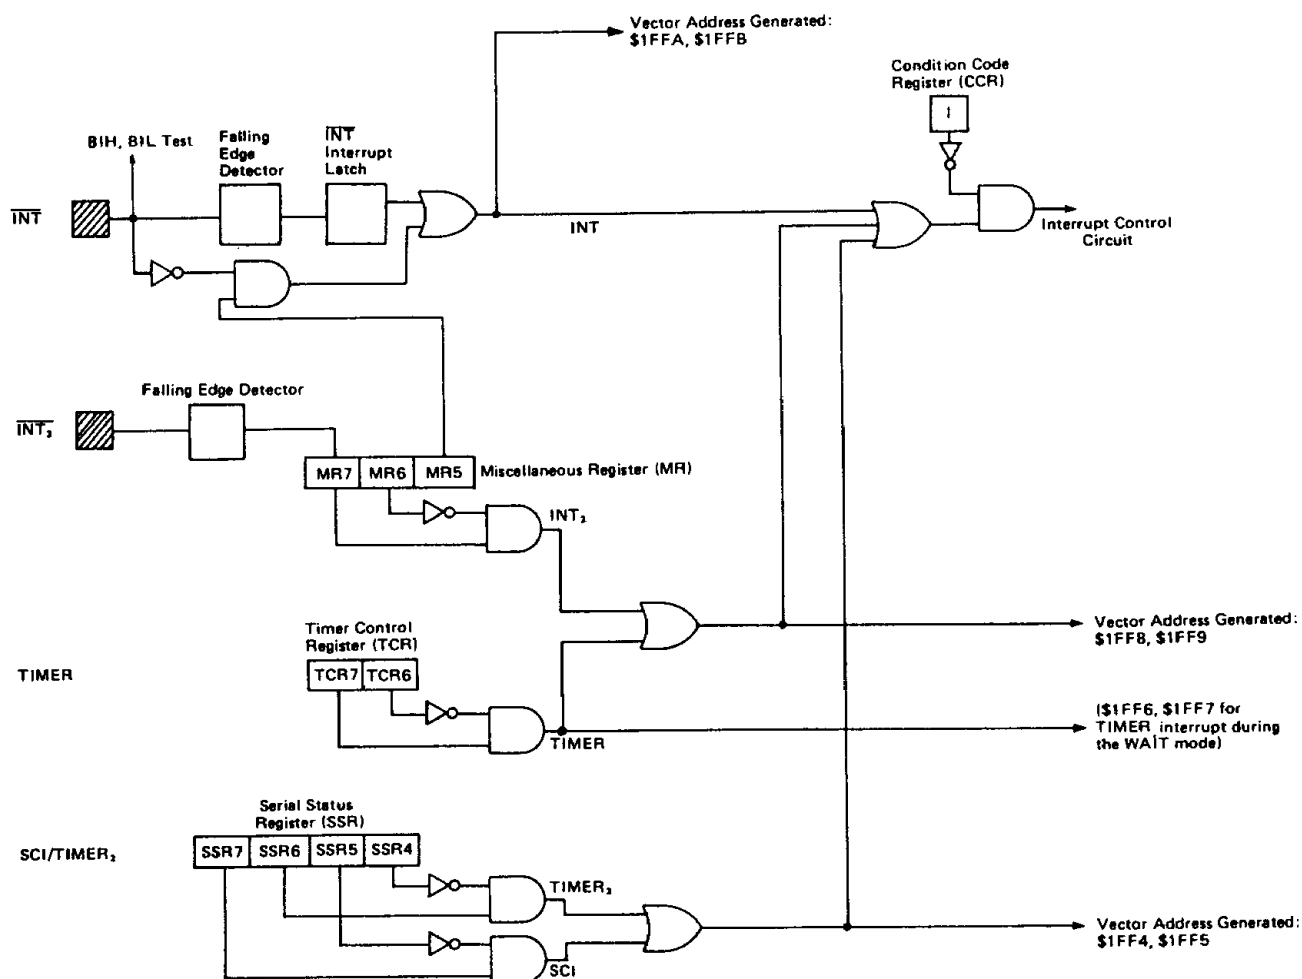 Vector Address Generated:
$1FFA, $1FFB
Condition Code
Register (CCR)
I
BIH, BIL Test
Falling
Edge
Detector
INT
Interrupt
Latch
INT
INT
Interrupt Control
Circuit
Falling Edge Detector
INT₂
MR7 MR6 MR5 Miscellaneous Register (MR)
INT₂
Timer Control
Register (TCR)
Vector Address Generated:
$1FF8, $1FF9
TIMER
TCR7 TCR6
TIMER
($1FF6, $1FF7 for
TIMER interrupt during
the WAIT mode)
Serial Status
Register (SSR)
SCI/TIMER₂
SSR7 SSR6 SSR5 SSR4
TIMER₂
SCI
Vector Address Generated:
$1FF4, $1FF5